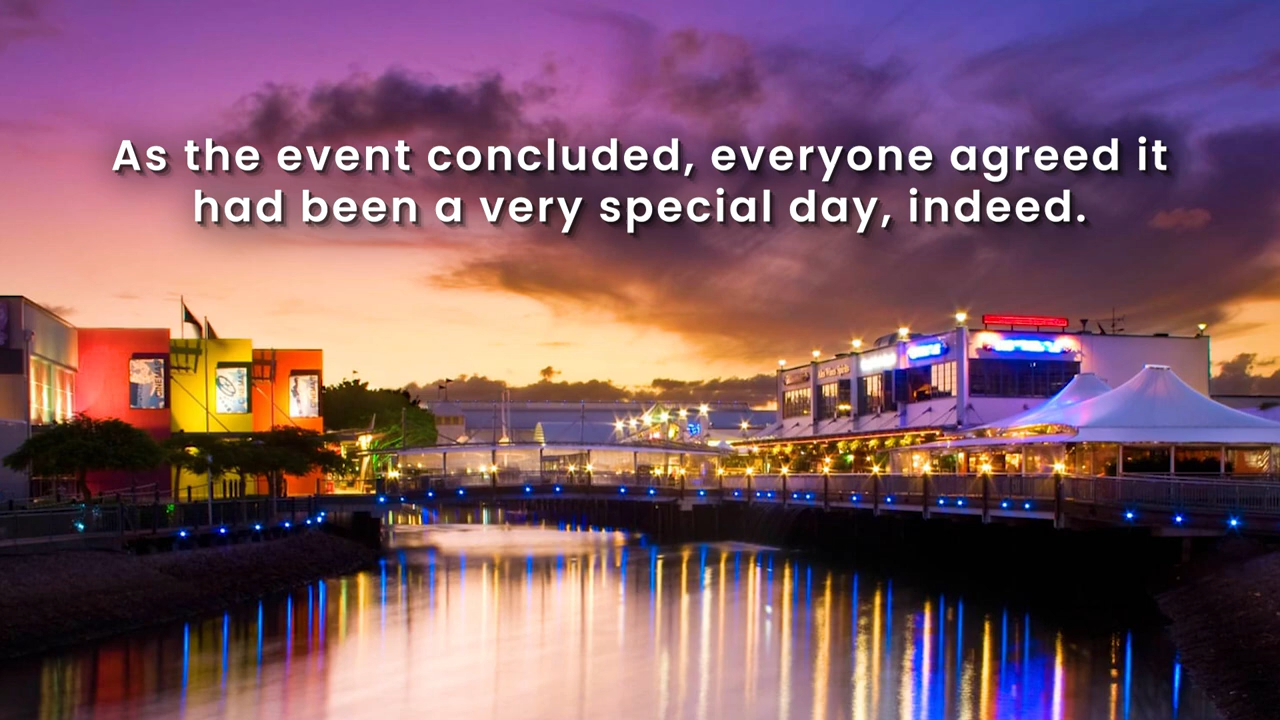 As the event concluded, everyone agreed it
had been a very special day, indeed.